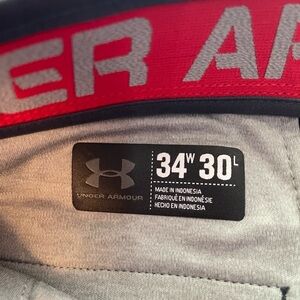 ER AR
34W 30L
UNDER ARMOUR
MADE IN INDONESIA
FABRIQUÉ EN INDONÉSIE
HECHO EN INDONESIA